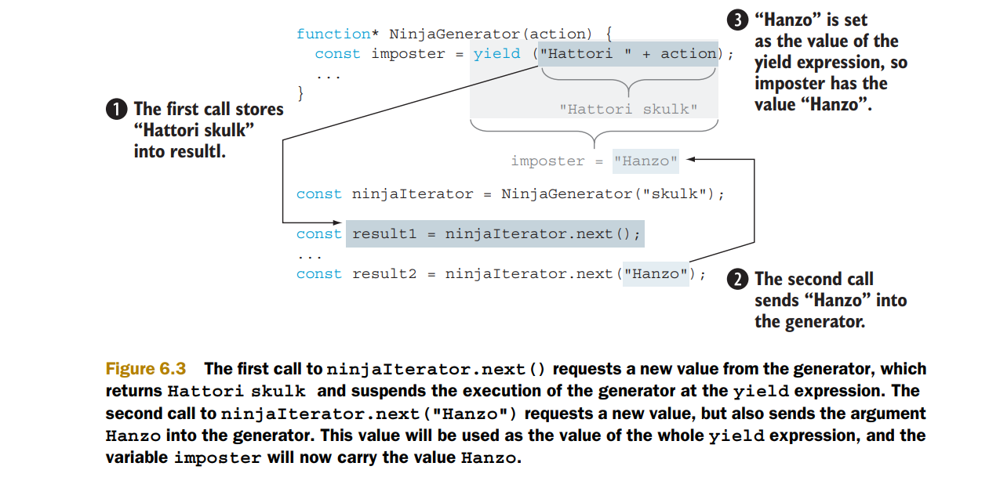 function* NinjaGenerator(action) {
const imposter = yield ("Hattori " + action);
...
}
"Hattori skulk"
imposter = "Hanzo"
const ninjaIterator = NinjaGenerator("skulk");
const result1 = ninjaIterator.next();
...
const result2 = ninjaIterator.next("Hanzo");
1 The first call stores
“Hattori skulk”
into resultl.
2 The second call
sends “Hanzo” into
the generator.
3 “Hanzo” is set
as the value of the
yield expression, so
imposter has the
value “Hanzo”.
Figure 6.3 The first call to ninjaIterator.next() requests a new value from the generator, which
returns Hattori skulk and suspends the execution of the generator at the yield expression. The
second call to ninjaIterator.next("Hanzo") requests a new value, but also sends the argument
Hanzo into the generator. This value will be used as the value of the whole yield expression, and the
variable imposter will now carry the value Hanzo.